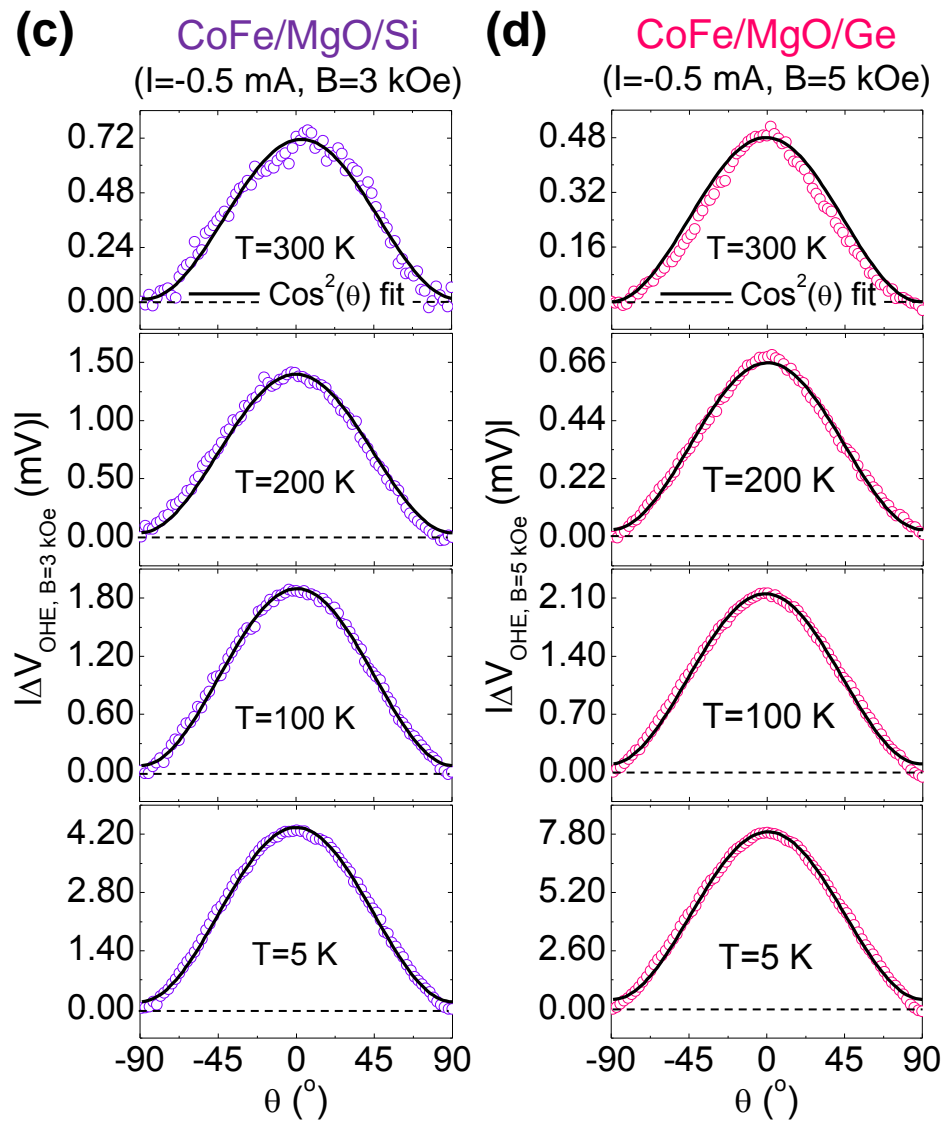 (c) CoFe/MgO/Si
(I=-0.5 mA, B=3 kOe)
0.72
0.48
0.24
0.00
T=300 K
Cos²(θ) fit
1.50
1.00
0.50
0.00
T=200 K
1.80
1.20
0.60
0.00
T=100 K
4.20
2.80
1.40
0.00
T=5 K
|ΔV_OHE, B=3 kOe (mV)|
-90 -45 0 45 90
θ (°)
(d) CoFe/MgO/Ge
(I=-0.5 mA, B=5 kOe)
0.48
0.32
0.16
0.00
T=300 K
Cos²(θ) fit
0.66
0.44
0.22
0.00
T=200 K
2.10
1.40
0.70
0.00
T=100 K
7.80
5.20
2.60
0.00
T=5 K
|ΔV_OHE, B=5 kOe (mV)|
-90 -45 0 45 90
θ (°)